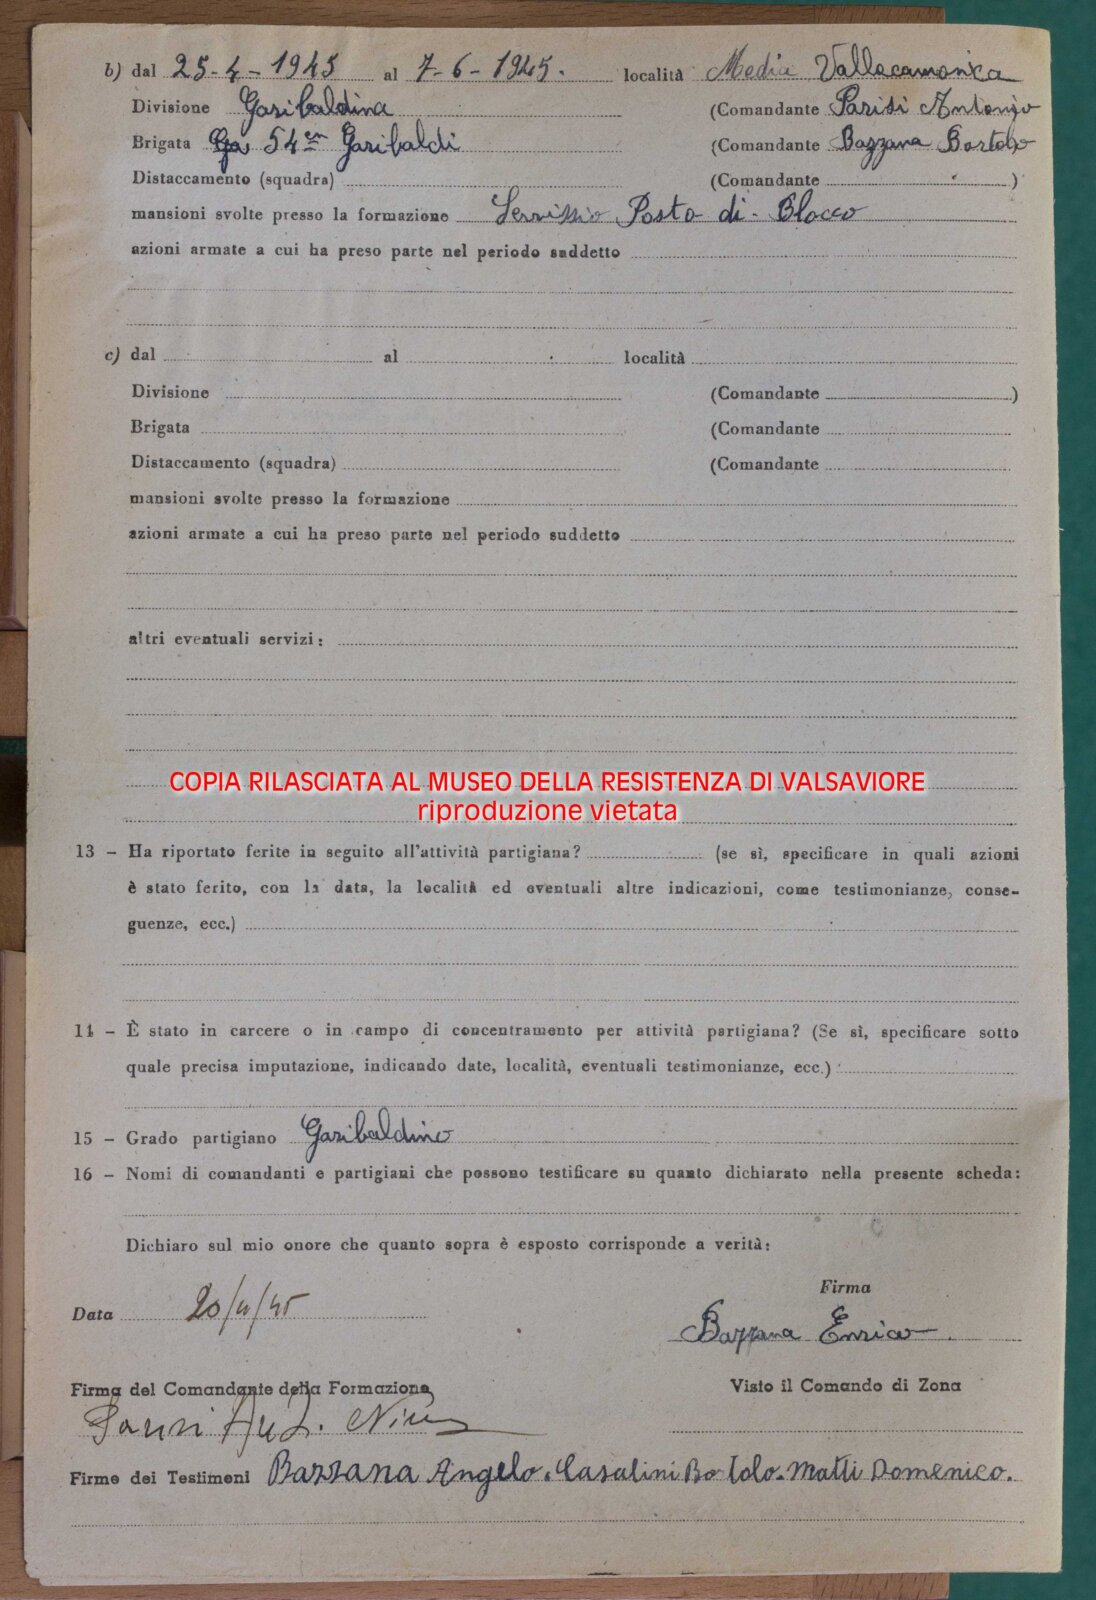 b) dal 25-4-1945 al 7-6-1945. località Media Vallecamonica
Divisione Garibaldina (Comandante Parisi Antonio
Brigata Ga 54en Garibaldi (Comandante Bazzana Bortolo)
Distaccamento (squadra) (Comandante )
mansioni svolte presso la formazione Servissio Posto di Blocco
azioni armate a cui ha preso parte nel periodo suddetto
c) dal al località
Divisione (Comandante )
Brigata (Comandante
Distaccamento (squadra) (Comandante
mansioni svolte presso la formazione
azioni armate a cui ha preso parte nel periodo suddetto
altri eventuali servizi:
COPIA RILASCIATA AL MUSEO DELLA RESISTENZA DI VALSAVIORE
riproduzione vietata
13 – Ha riportato ferite in seguito all'attività partigiana? (se sì, specificare in quali azioni
è stato ferito, con la data, la località ed eventuali altre indicazioni, come testimonianze, conse-
guenze, ecc.)
14 – È stato in carcere o in campo di concentramento per attività partigiana? (Se sì, specificare sotto
quale precisa imputazione, indicando date, località, eventuali testimonianze, ecc.)
15 – Grado partigiano Garibaldino
16 – Nomi di comandanti e partigiani che possono testificare su quanto dichiarato nella presente scheda:
Dichiaro sul mio onore che quanto sopra è esposto corrisponde a verità:
Firma
Data 20/11/45
Bazzana Enrico.
Firma del Comandante della Formazione Visto il Comando di Zona
Firme dei Testimeni Bazzana Angelo. Casalini Bortolo. Matti Domenico.